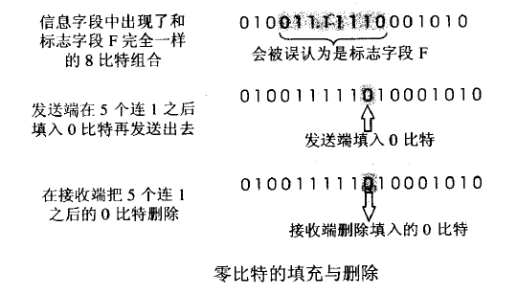 信息字段中出现了和
标志字段 F 完全一样
的 8 比特组合
01001111110001010
会被误认为是标志字段 F
发送端在 5 个连 1 之后
填入 0 比特再发送出去
010011111010001010
发送端填入 0 比特
在接收端把 5 个连 1
之后的 0 比特删除
010011111010001010
接收端删除填入的 0 比特
零比特的填充与删除